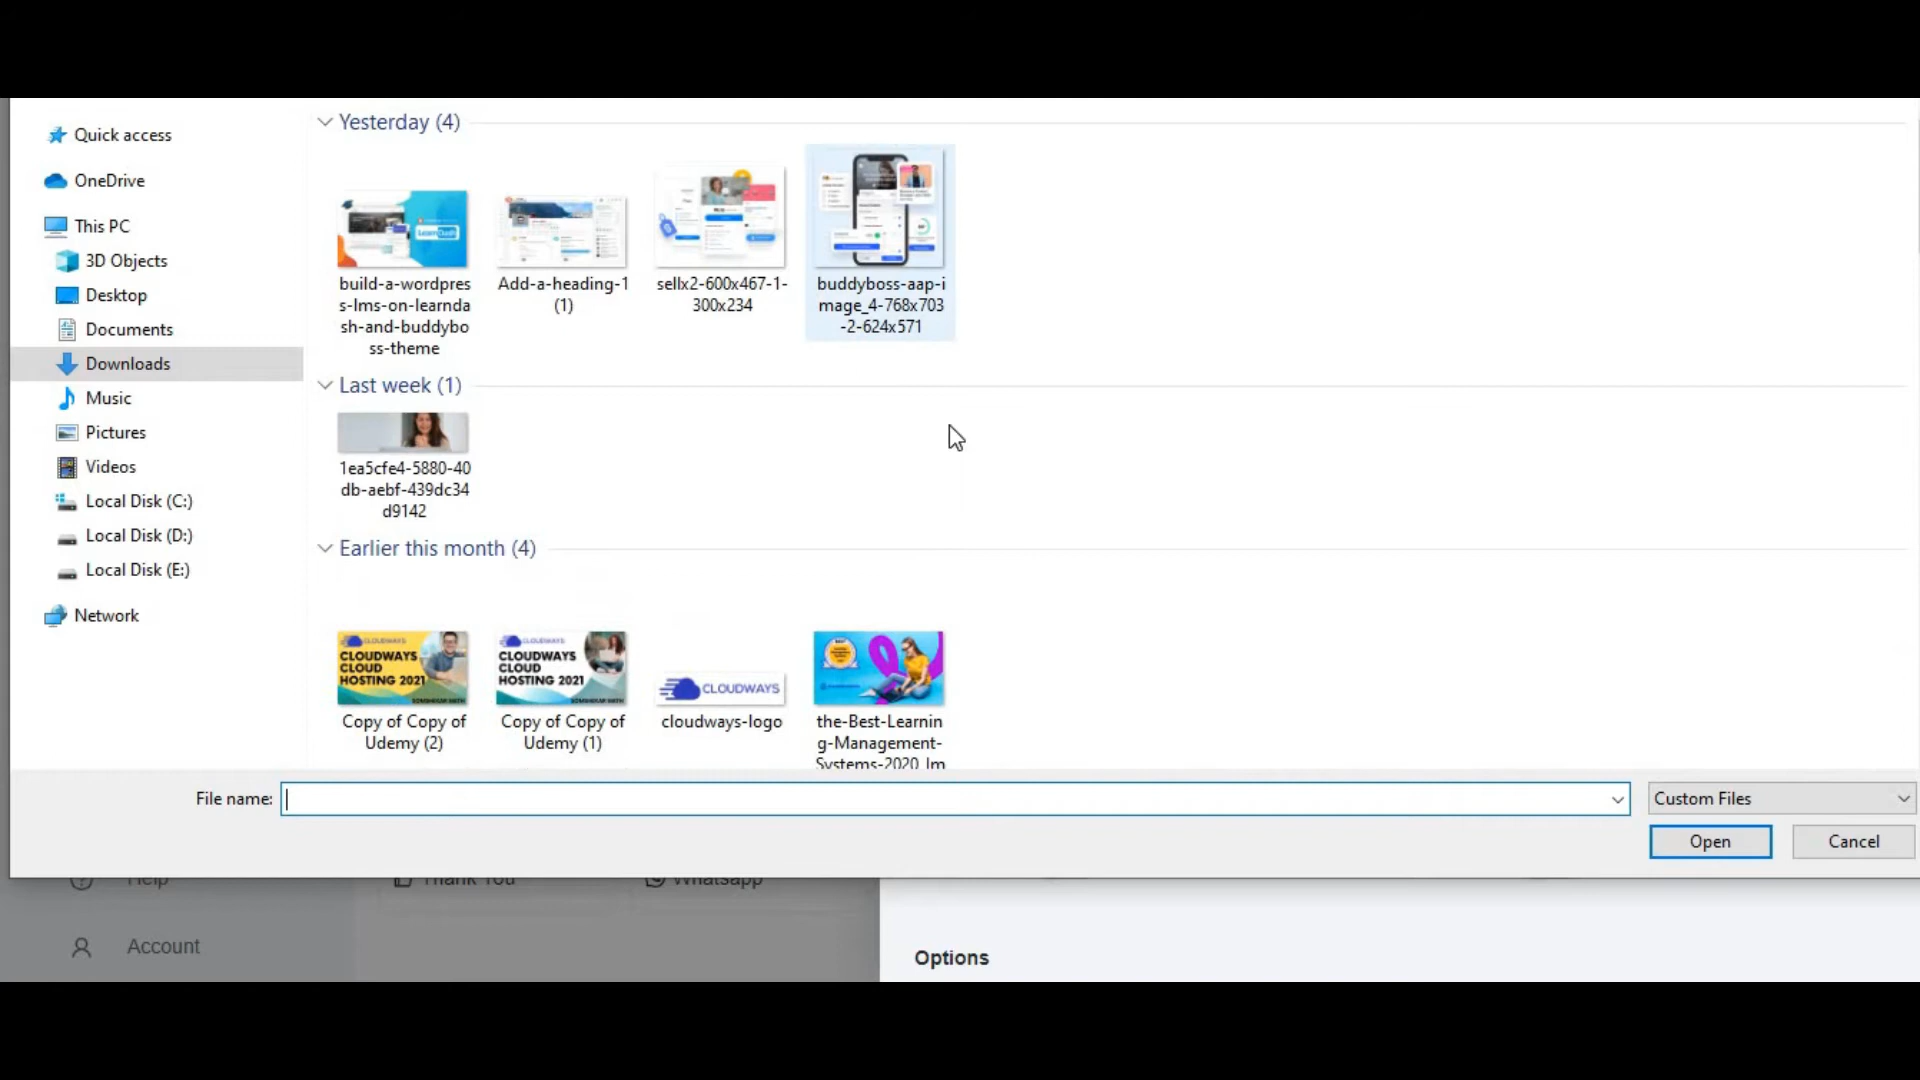 Quick access
OneDrive
This PC
3D Objects
Desktop
Documents
Downloads
Music
Pictures
Videos
Local Disk (C:)
Local Disk (D:)
Local Disk (E:)
Network
Yesterday (4)
LearnDash
build-a-wordpres
s-lms-on-learnda
sh-and-buddybo
ss-theme
Add-a-heading-1
(1)
sellx2-600x467-1-
300x234
buddyboss-aap-i
mage_4-768x703
-2-624x571
Last week (1)
1ea5cfe4-5880-40
db-aebf-439dc34
d9142
Earlier this month (4)
CLOUDWAYS
CLOUDWAYS
CLOUD
HOSTING 2021
SOMSHEKAR NATH
Copy of Copy of
Udemy (2)
CLOUDWAYS
CLOUDWAYS
CLOUD
HOSTING 2021
Copy of Copy of
Udemy (1)
CLOUDWAYS
cloudways-logo
the-Best-Learnin
g-Management-
Systems-2020_Im
File name:
Custom Files
Open
Cancel
Help
Thank You
Whatsapp
Account
Options